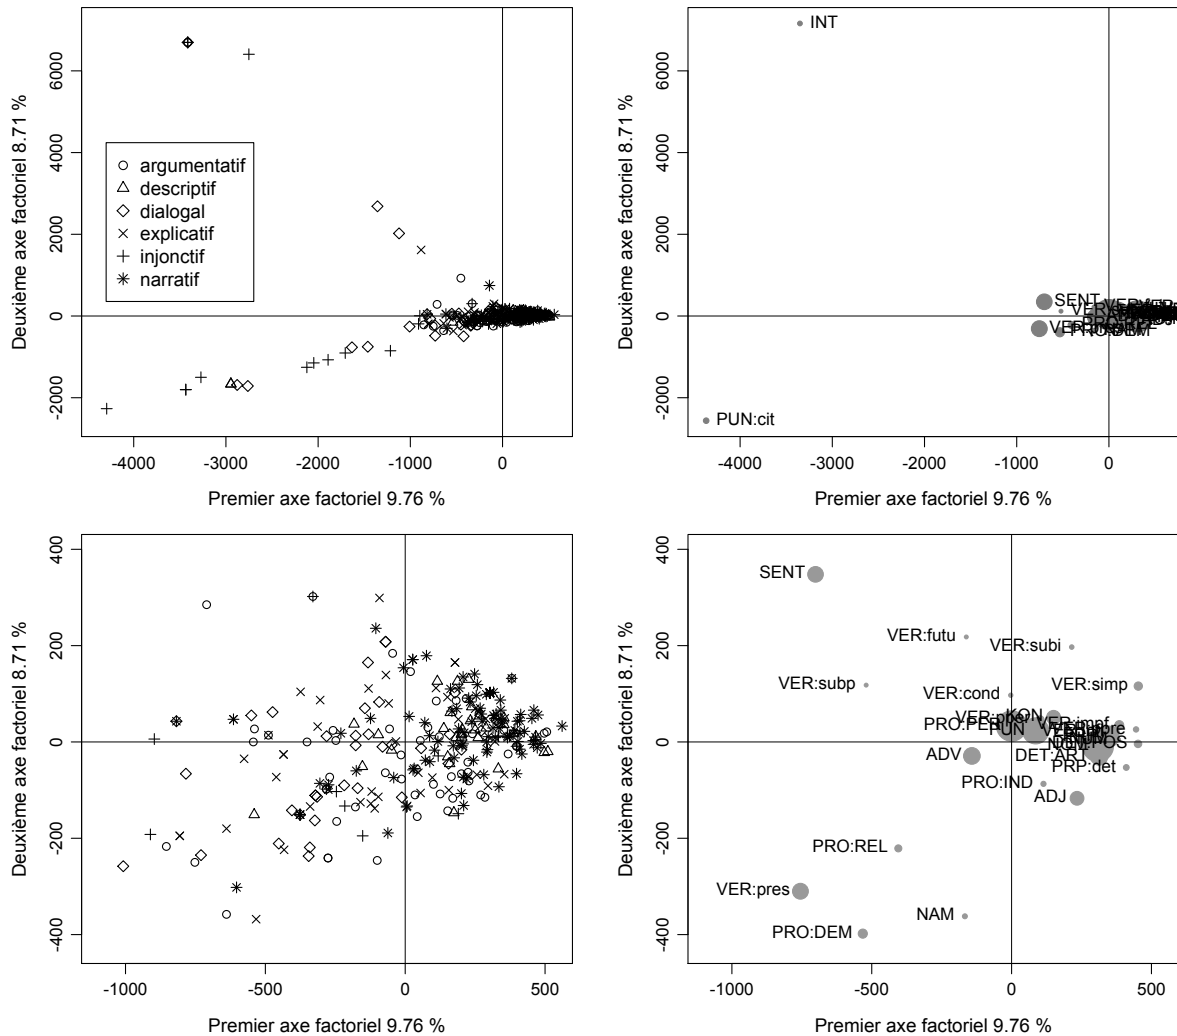 6000
4000
2000
0
-2000
Deuxième axe factoriel 8.71 %
argumentatif
descriptif
dialogal
explicatif
injonctif
narratif
-4000 -3000 -2000 -1000 0
Premier axe factoriel 9.76 %
6000
4000
2000
0
-2000
Deuxième axe factoriel 8.71 %
INT
SENT
PRO:DEM
PUN:cit
-4000 -3000 -2000 -1000 0
Premier axe factoriel 9.76 %
400
200
0
-200
-400
Deuxième axe factoriel 8.71 %
-1000 -500 0 500
Premier axe factoriel 9.76 %
400
200
0
-200
-400
Deuxième axe factoriel 8.71 %
SENT
VER:futu
VER:subi
VER:subp
VER:simp
VER:cond
KON
VER:impf
PUN
ADV
DET:ART
PRP:det
PRO:IND
ADJ
PRO:REL
VER:pres
NAM
PRO:DEM
-1000 -500 0 500
Premier axe factoriel 9.76 %